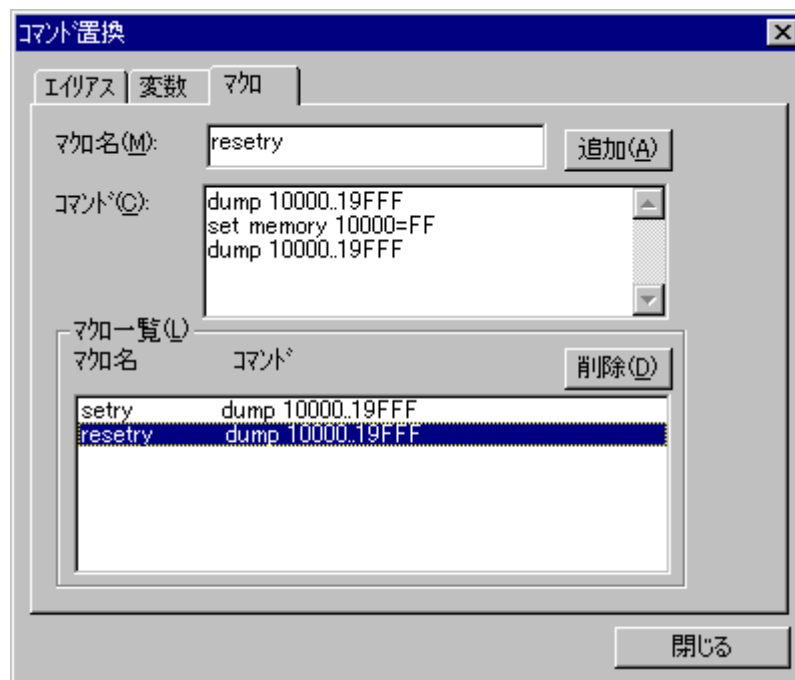 コマンド置換
エイリアス 変数 マクロ
マクロ名(M): resetry 追加(A)
コマンド(C): dump 10000..19FFF
set memory 10000=FF
dump 10000..19FFF
マクロ一覧(L)
マクロ名 コマンド 削除(D)
setry dump 10000..19FFF
resetry dump 10000..19FFF
閉じる